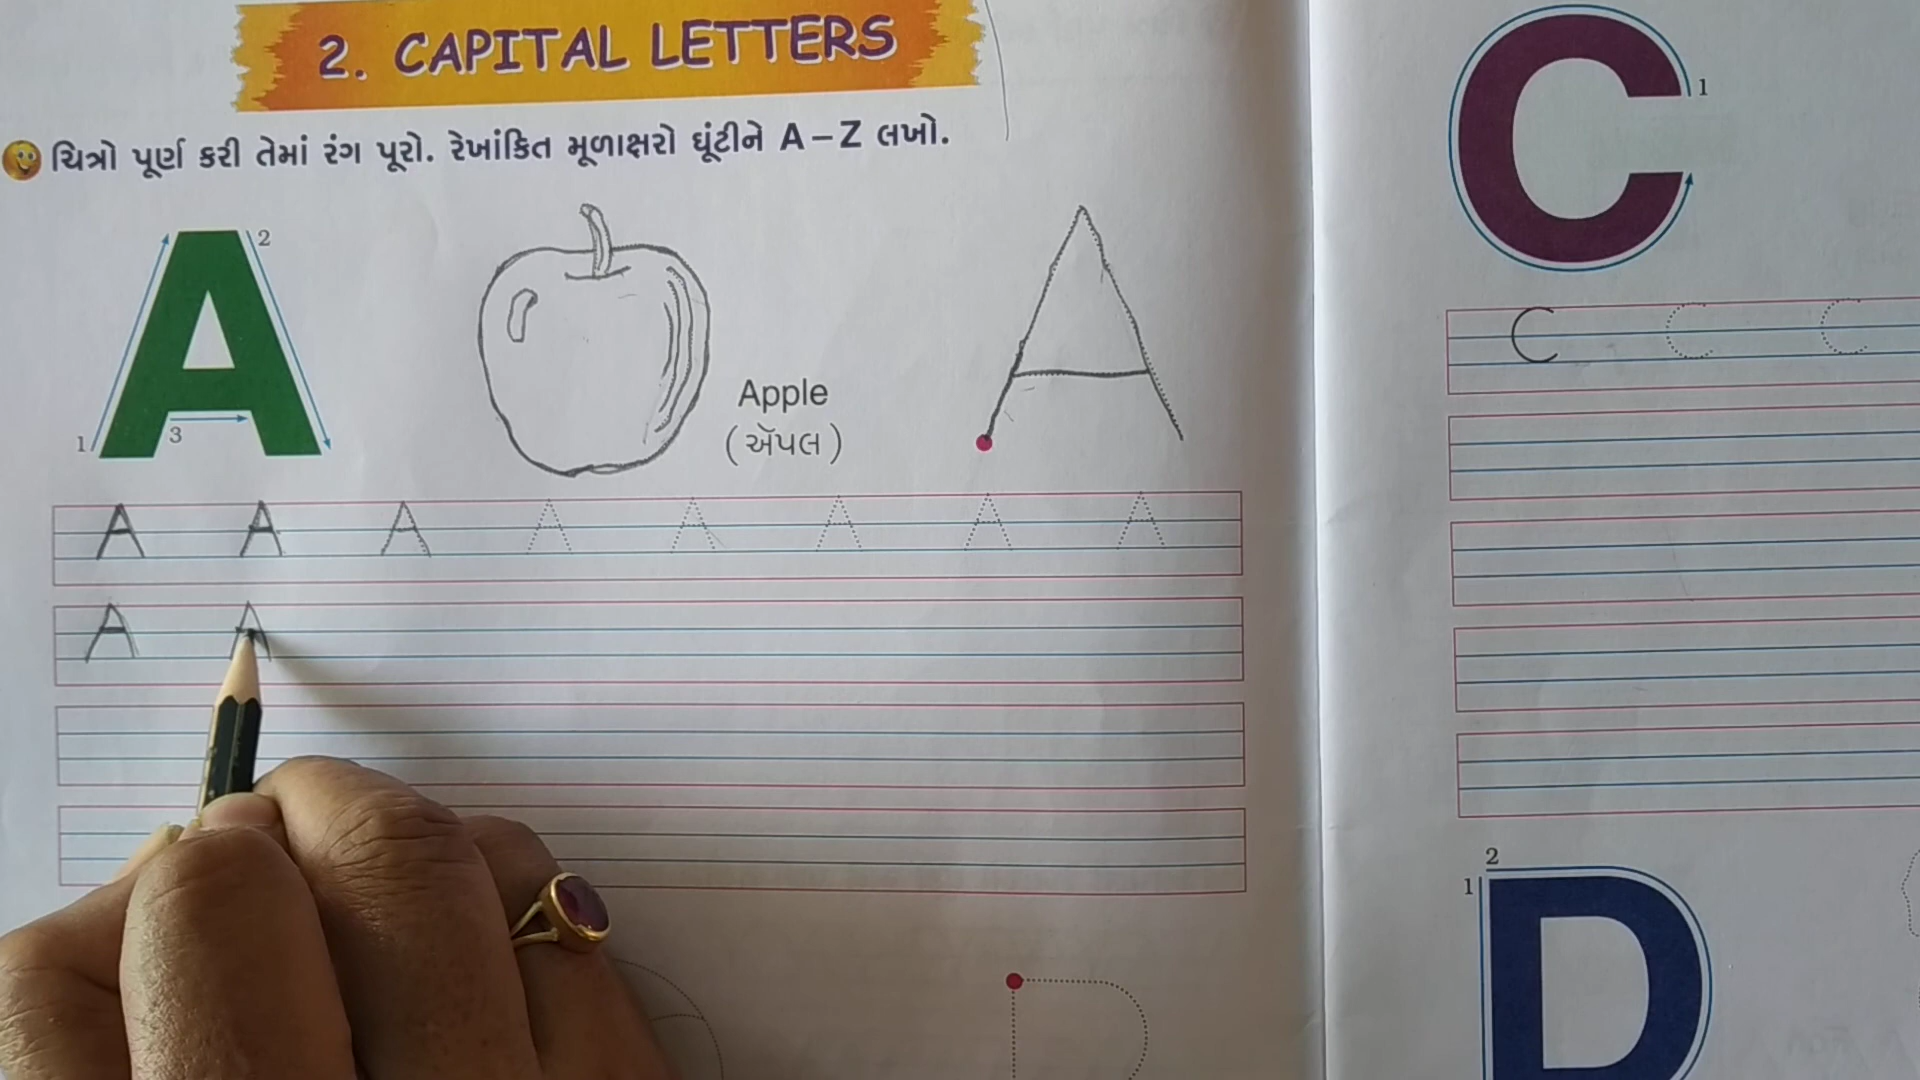 2. CAPITAL LETTERS
ચિત્રો પૂર્ણ કરી તેમાં રંગ પૂરો. રેખાંકિત મૂળાક્ષરો ઘૂંટીને A – Z લખો.
A 1 2 3
A
Apple
(ઍપલ)
A A A A A A A A
A A
C 1
C C C
D 1 2